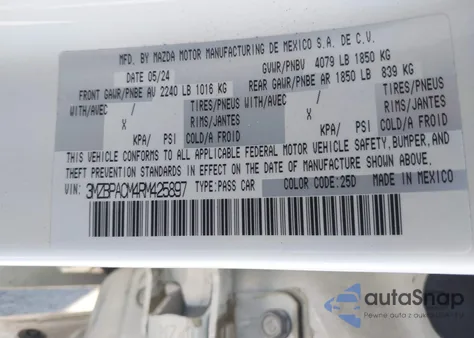 MFD. BY MAZDA MOTOR MANUFACTURING DE MEXICO S.A. DE C.V.
DATE 05/24 GVWR/PNBV 4079 LB 1850 KG
FRONT GAWR/PNBE AV 2240 LB 1016 KG REAR GAWR/PNBE AR 1850 LB 839 KG
WITH/AVEC / TIRES/PNEUS WITH/AVEC / TIRES/PNEUS
X RIMS/JANTES X RIMS/JANTES
KPA/ PSI COLD/A FROID KPA/ PSI COLD/A FROID
THIS VEHICLE CONFORMS TO ALL APPLICABLE FEDERAL MOTOR VEHICLE SAFETY,BUMPER,AND
THEFT PREVENTION STANDARDS IN EFFECT ON THE DATE OF MANUFACTURE SHOWN ABOVE.
VIN: 3MZBPACM4RM425897 TYPE:PASS CAR COLOR CODE:25D MADE IN MEXICO
autoSnap
Pewne auto z